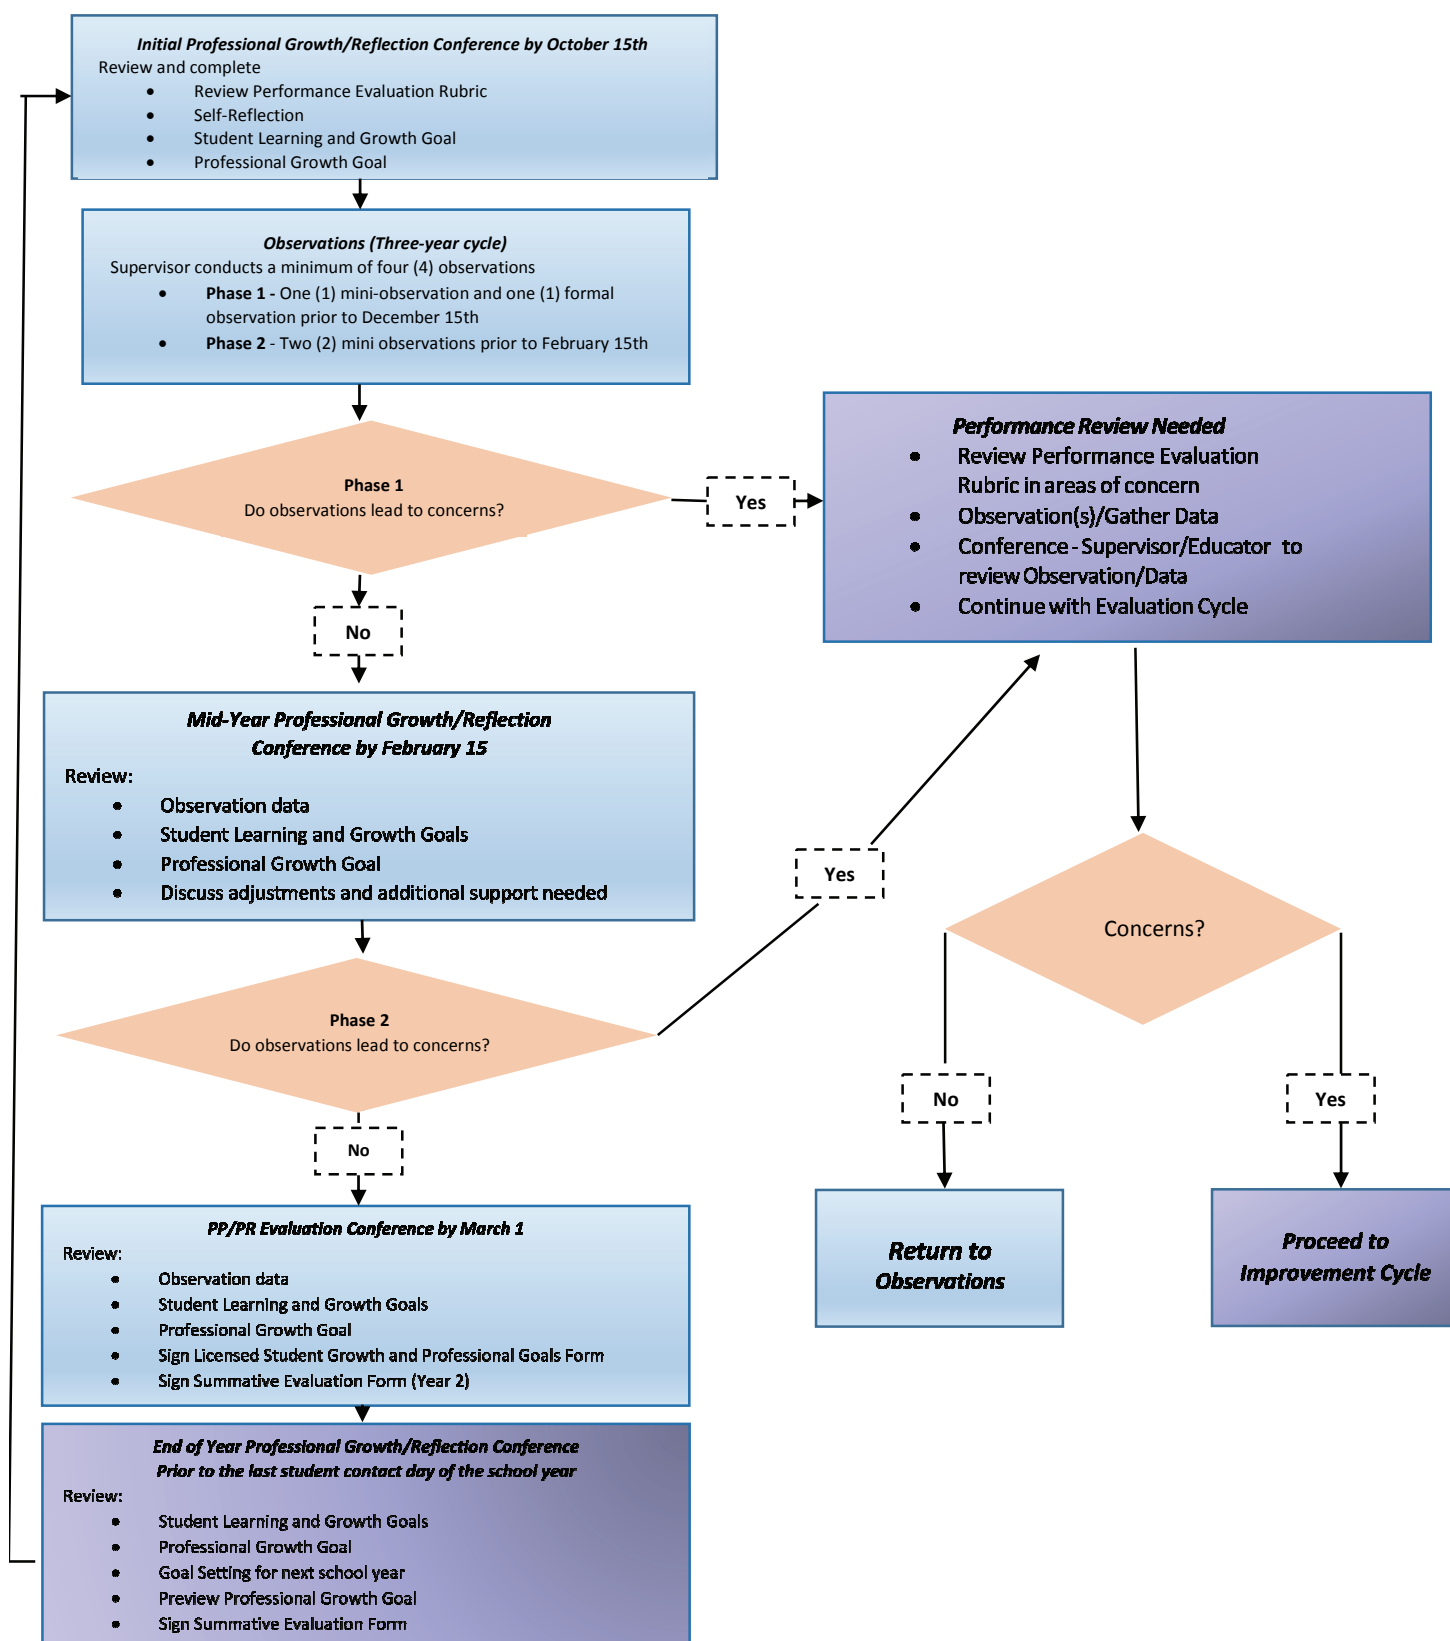 Initial Professional Growth/Reflection Conference by October 15th
Review and complete
• Review Performance Evaluation Rubric
• Self-Reflection
• Student Learning and Growth Goal
• Professional Growth Goal
Observations (Three-year cycle)
Supervisor conducts a minimum of four (4) observations
• Phase 1 - One (1) mini-observation and one (1) formal
observation prior to December 15th
• Phase 2 - Two (2) mini observations prior to February 15th
Phase 1
Do observations lead to concerns?
Yes
No
Performance Review Needed
• Review Performance Evaluation
Rubric in areas of concern
• Observation(s)/Gather Data
• Conference - Supervisor/Educator to
review Observation/Data
• Continue with Evaluation Cycle
Mid-Year Professional Growth/Reflection
Conference by February 15
Review:
• Observation data
• Student Learning and Growth Goals
• Professional Growth Goal
• Discuss adjustments and additional support needed
Yes
Concerns?
Phase 2
Do observations lead to concerns?
No
No
Yes
PP/PR Evaluation Conference by March 1
Review:
• Observation data
• Student Learning and Growth Goals
• Professional Growth Goal
• Sign Licensed Student Growth and Professional Goals Form
• Sign Summative Evaluation Form (Year 2)
Return to
Observations
Proceed to
Improvement Cycle
End of Year Professional Growth/Reflection Conference
Prior to the last student contact day of the school year
Review:
• Student Learning and Growth Goals
• Professional Growth Goal
• Goal Setting for next school year
• Preview Professional Growth Goal
• Sign Summative Evaluation Form